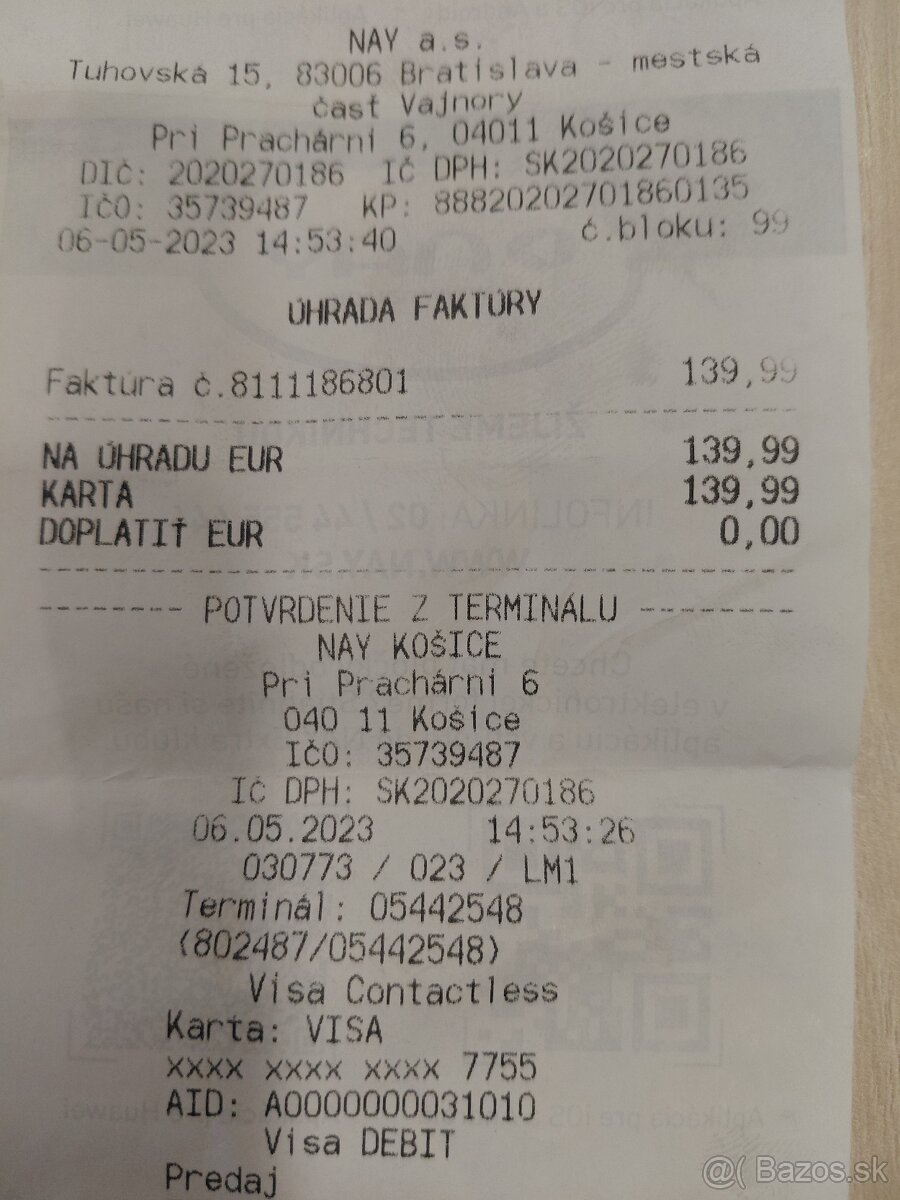 NAY a.s.
Tuhovská 15, 83006 Bratislava - mestská
časť Vajnory
Pri Prachárni 6, 04011 Košice
DIČ: 2020270186 IČ DPH: SK2020270186
IČO: 35739487 KP: 88820202701860135
06-05-2023 14:53:40 č.bloku: 99
ÚHRADA FAKTÚRY
Faktúra č.8111186801 139,99
NA ÚHRADU EUR 139,99
KARTA 139,99
DOPLATIŤ EUR 0,00
------- POTVRDENIE Z TERMINÁLU -------
NAY KOŠICE
Pri Prachárni 6
040 11 Košice
IČO: 35739487
IČ DPH: SK2020270186
06.05.2023 14:53:26
030773 / 023 / LM1
Terminál: 05442548
(802487/05442548)
Visa Contactless
Karta: VISA
xxxx xxxx xxxx 7755
AID: A0000000031010
Visa DEBIT
Predaj
@( Bazos.sk